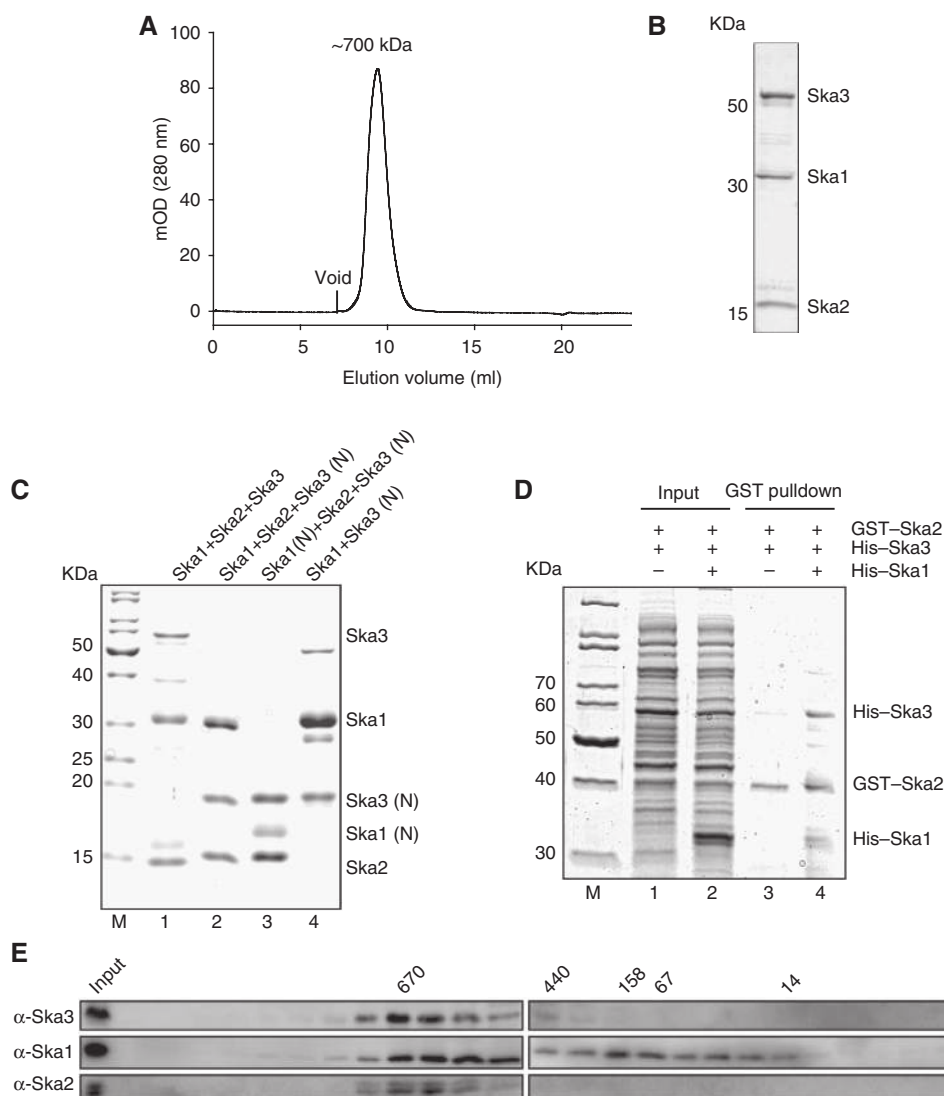 A
~700 kDa
100
80
60
40
20
0
mOD (280 nm)
Void
0 5 10 15 20
Elution volume (ml)
B
KDa
50
30
15
Ska3
Ska1
Ska2
C
Ska1+Ska2+Ska3
Ska1+Ska2+Ska3 (N)
Ska1(N)+Ska2+Ska3 (N)
Ska1+Ska3 (N)
KDa
50
40
30
25
20
15
Ska3
Ska1
Ska3 (N)
Ska1 (N)
Ska2
M 1 2 3 4
D
Input GST pulldown
+ + + + GST–Ska2
+ + + + His–Ska3
– + – + His–Ska1
KDa
70
60
50
40
30
His–Ska3
GST–Ska2
His–Ska1
M 1 2 3 4
E
Input 670 440 158 67 14
α-Ska3
α-Ska1
α-Ska2